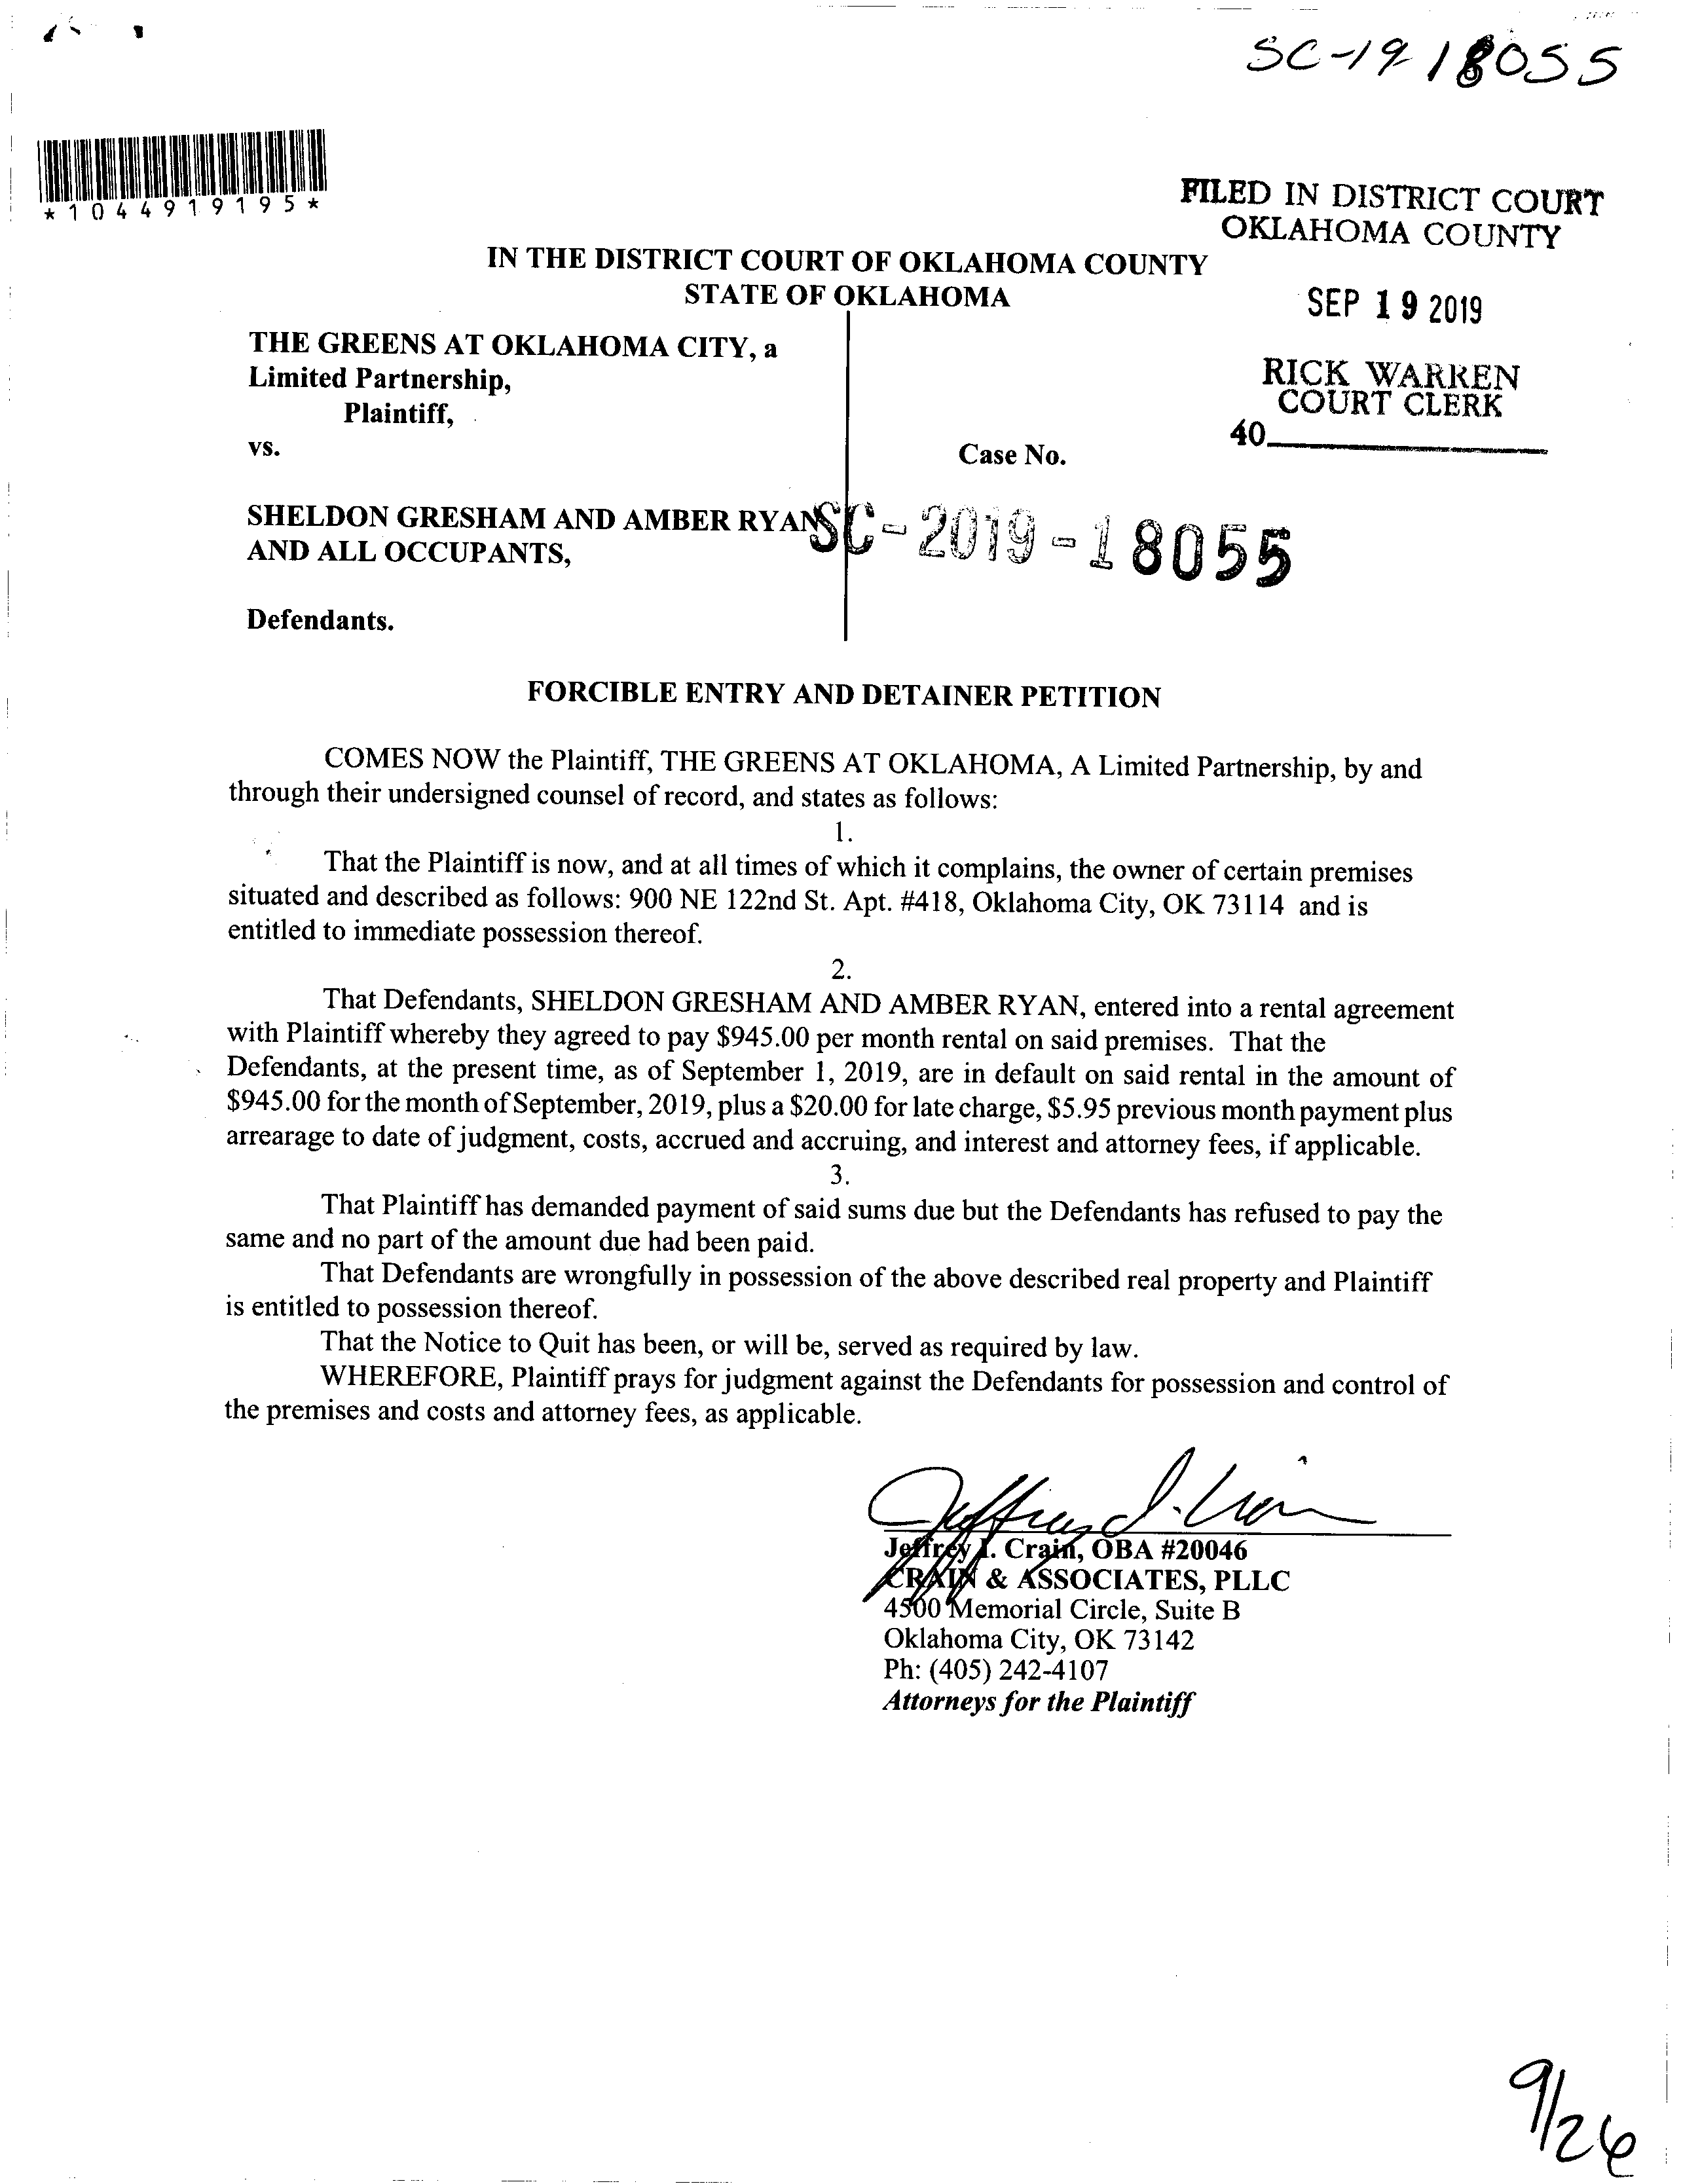 SC-19 18055
*1044919195*
FILED IN DISTRICT COURT
OKLAHOMA COUNTY
IN THE DISTRICT COURT OF OKLAHOMA COUNTY
STATE OF OKLAHOMA
SEP 19 2019
THE GREENS AT OKLAHOMA CITY, a
Limited Partnership,
Plaintiff,
RICK WARREN
COURT CLERK
40
vs.
Case No.
SHELDON GRESHAM AND AMBER RYAN
AND ALL OCCUPANTS,
SC-2019-18055
Defendants.
FORCIBLE ENTRY AND DETAINER PETITION
COMES NOW the Plaintiff, THE GREENS AT OKLAHOMA, A Limited Partnership, by and
through their undersigned counsel of record, and states as follows:
1.
That the Plaintiff is now, and at all times of which it complains, the owner of certain premises
situated and described as follows: 900 NE 122nd St. Apt. #418, Oklahoma City, OK 73114 and is
entitled to immediate possession thereof.
2.
That Defendants, SHELDON GRESHAM AND AMBER RYAN, entered into a rental agreement
with Plaintiff whereby they agreed to pay $945.00 per month rental on said premises. That the
Defendants, at the present time, as of September 1, 2019, are in default on said rental in the amount of
$945.00 for the month of September, 2019, plus a $20.00 for late charge, $5.95 previous month payment plus
arrearage to date of judgment, costs, accrued and accruing, and interest and attorney fees, if applicable.
3.
That Plaintiff has demanded payment of said sums due but the Defendants has refused to pay the
same and no part of the amount due had been paid.
That Defendants are wrongfully in possession of the above described real property and Plaintiff
is entitled to possession thereof.
That the Notice to Quit has been, or will be, served as required by law.
WHEREFORE, Plaintiff prays for judgment against the Defendants for possession and control of
the premises and costs and attorney fees, as applicable.
Jeffrey I. Crain
Jeffrey I. Crain, OBA #20046
CRAIN & ASSOCIATES, PLLC
4500 Memorial Circle, Suite B
Oklahoma City, OK 73142
Ph: (405) 242-4107
Attorneys for the Plaintiff
9/26